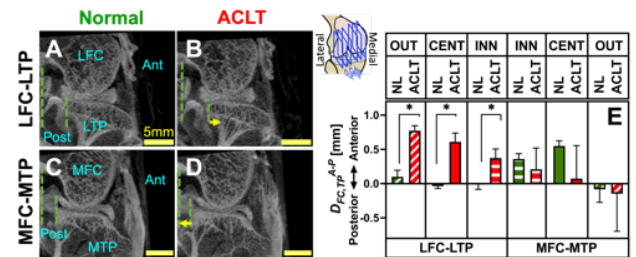 Normal ACLT
LFC-LTP
A
LFC
Post
LTP
B
Ant
5mm
MFC-MTP
C
MFC
Post
MTP
D
Ant
Lateral
Medial
OUT CENT INN INN CENT OUT
NL ACLT NL ACLT NL ACLT NL ACLT NL ACLT NL ACLT
E
* * *
D_FC,TP^A-P [mm]
Posterior Anterior
1.0
0.5
0.0
-0.5
LFC-LTP MFC-MTP